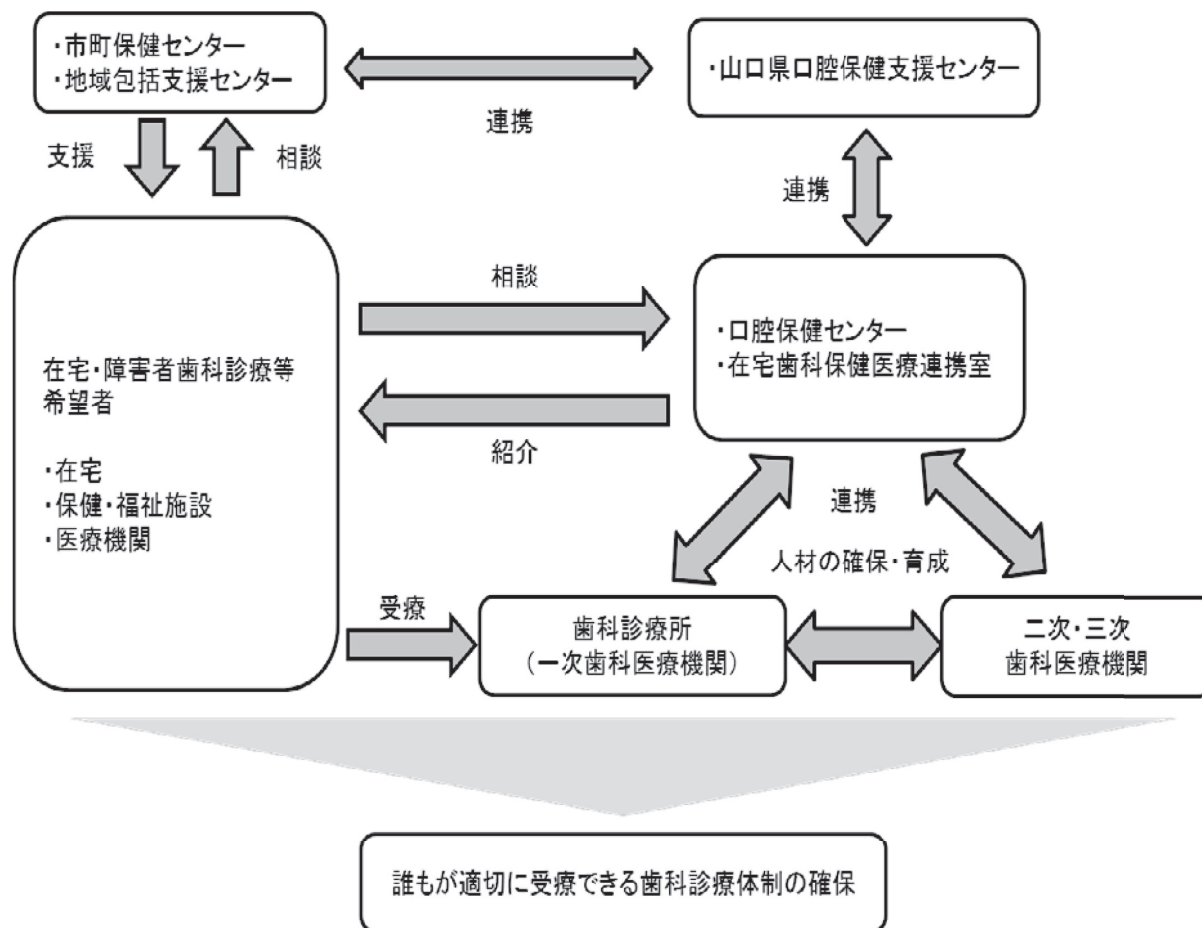 ・市町保健センター
・地域包括支援センター
・山口県口腔保健支援センター
連携
支援
相談
連携
在宅・障害者歯科診療等
希望者
・在宅
・保健・福祉施設
・医療機関
相談
紹介
・口腔保健センター
・在宅歯科保健医療連携室
連携
人材の確保・育成
受療
歯科診療所
（一次歯科医療機関）
二次・三次
歯科医療機関
誰もが適切に受療できる歯科診療体制の確保